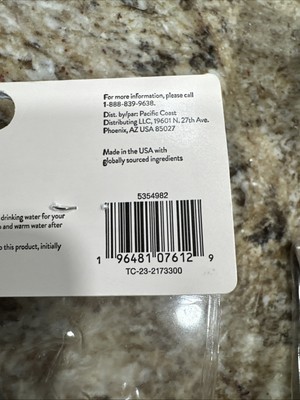 For more information, please call
1-888-839-9638.
Dist. by/par: Pacific Coast
Distributing LLC, 19601 N. 27th Ave.
Phoenix, AZ USA 85027
Made in the USA with
globally sourced ingredients
5354982
drinking water for your
and warm water after
this product, initially
1 96481 07612 9
TC-23-2173300